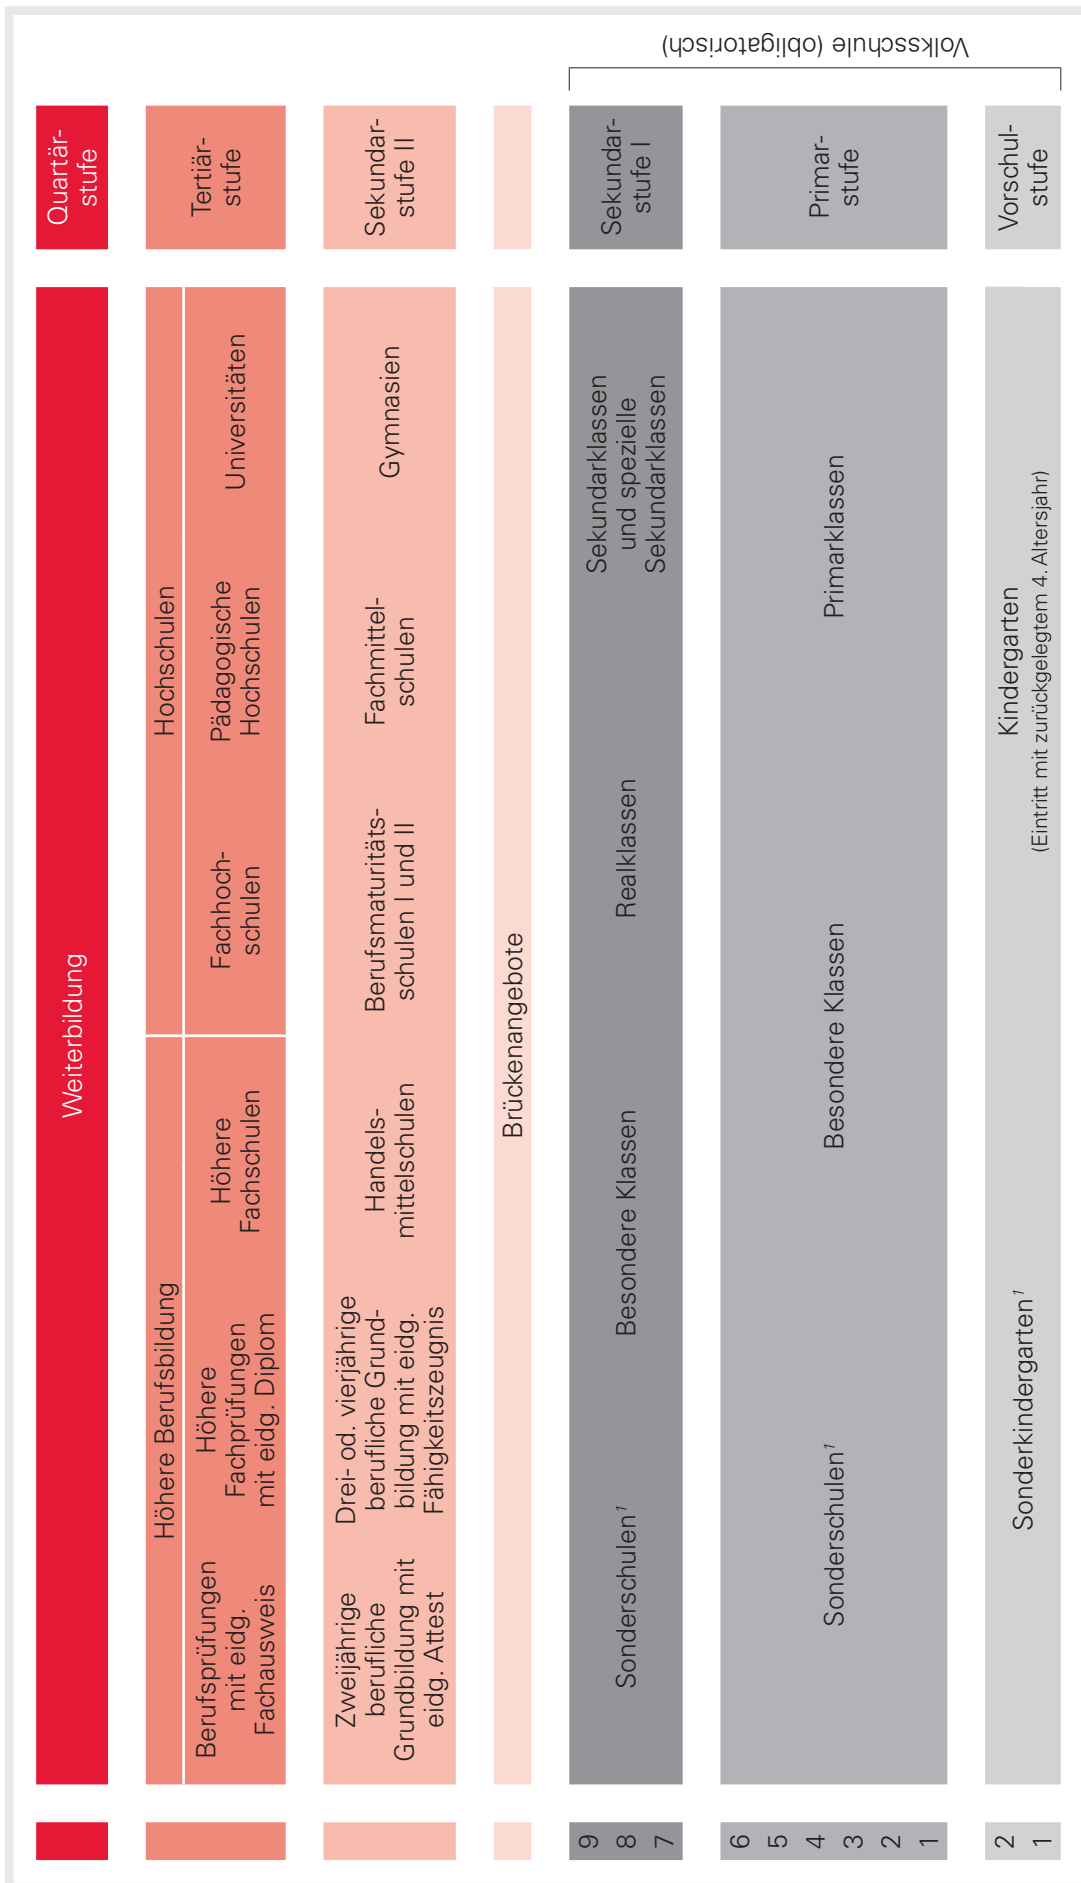 Weiterbildung
Quartär-
stufe
Höhere Berufsbildung
Hochschulen
Berufsprüfungen
mit eidg.
Fachausweis
Höhere
Fachprüfungen
mit eidg. Diplom
Höhere
Fachschulen
Fachhoch-
schulen
Pädagogische
Hochschulen
Universitäten
Tertiär-
stufe
Zweijährige
berufliche
Grundbildung mit
eidg. Attest
Drei- od. vierjährige
berufliche Grund-
bildung mit eidg.
Fähigkeitszeugnis
Handels-
mittelschulen
Berufsmaturitäts-
schulen I und II
Fachmittel-
schulen
Gymnasien
Sekundar-
stufe II
Brückenangebote
9
8
7
Sonderschulen¹
Besondere Klassen
Realklassen
Sekundarklassen
und spezielle
Sekundarklassen
Sekundar-
stufe I
6
5
4
3
2
1
Sonderschulen¹
Besondere Klassen
Primarklassen
Primar-
stufe
2
1
Sonderkindergarten¹
Kindergarten
(Eintritt mit zurückgelegtem 4. Altersjahr)
Vorschul-
stufe
Volksschule (obligatorisch)